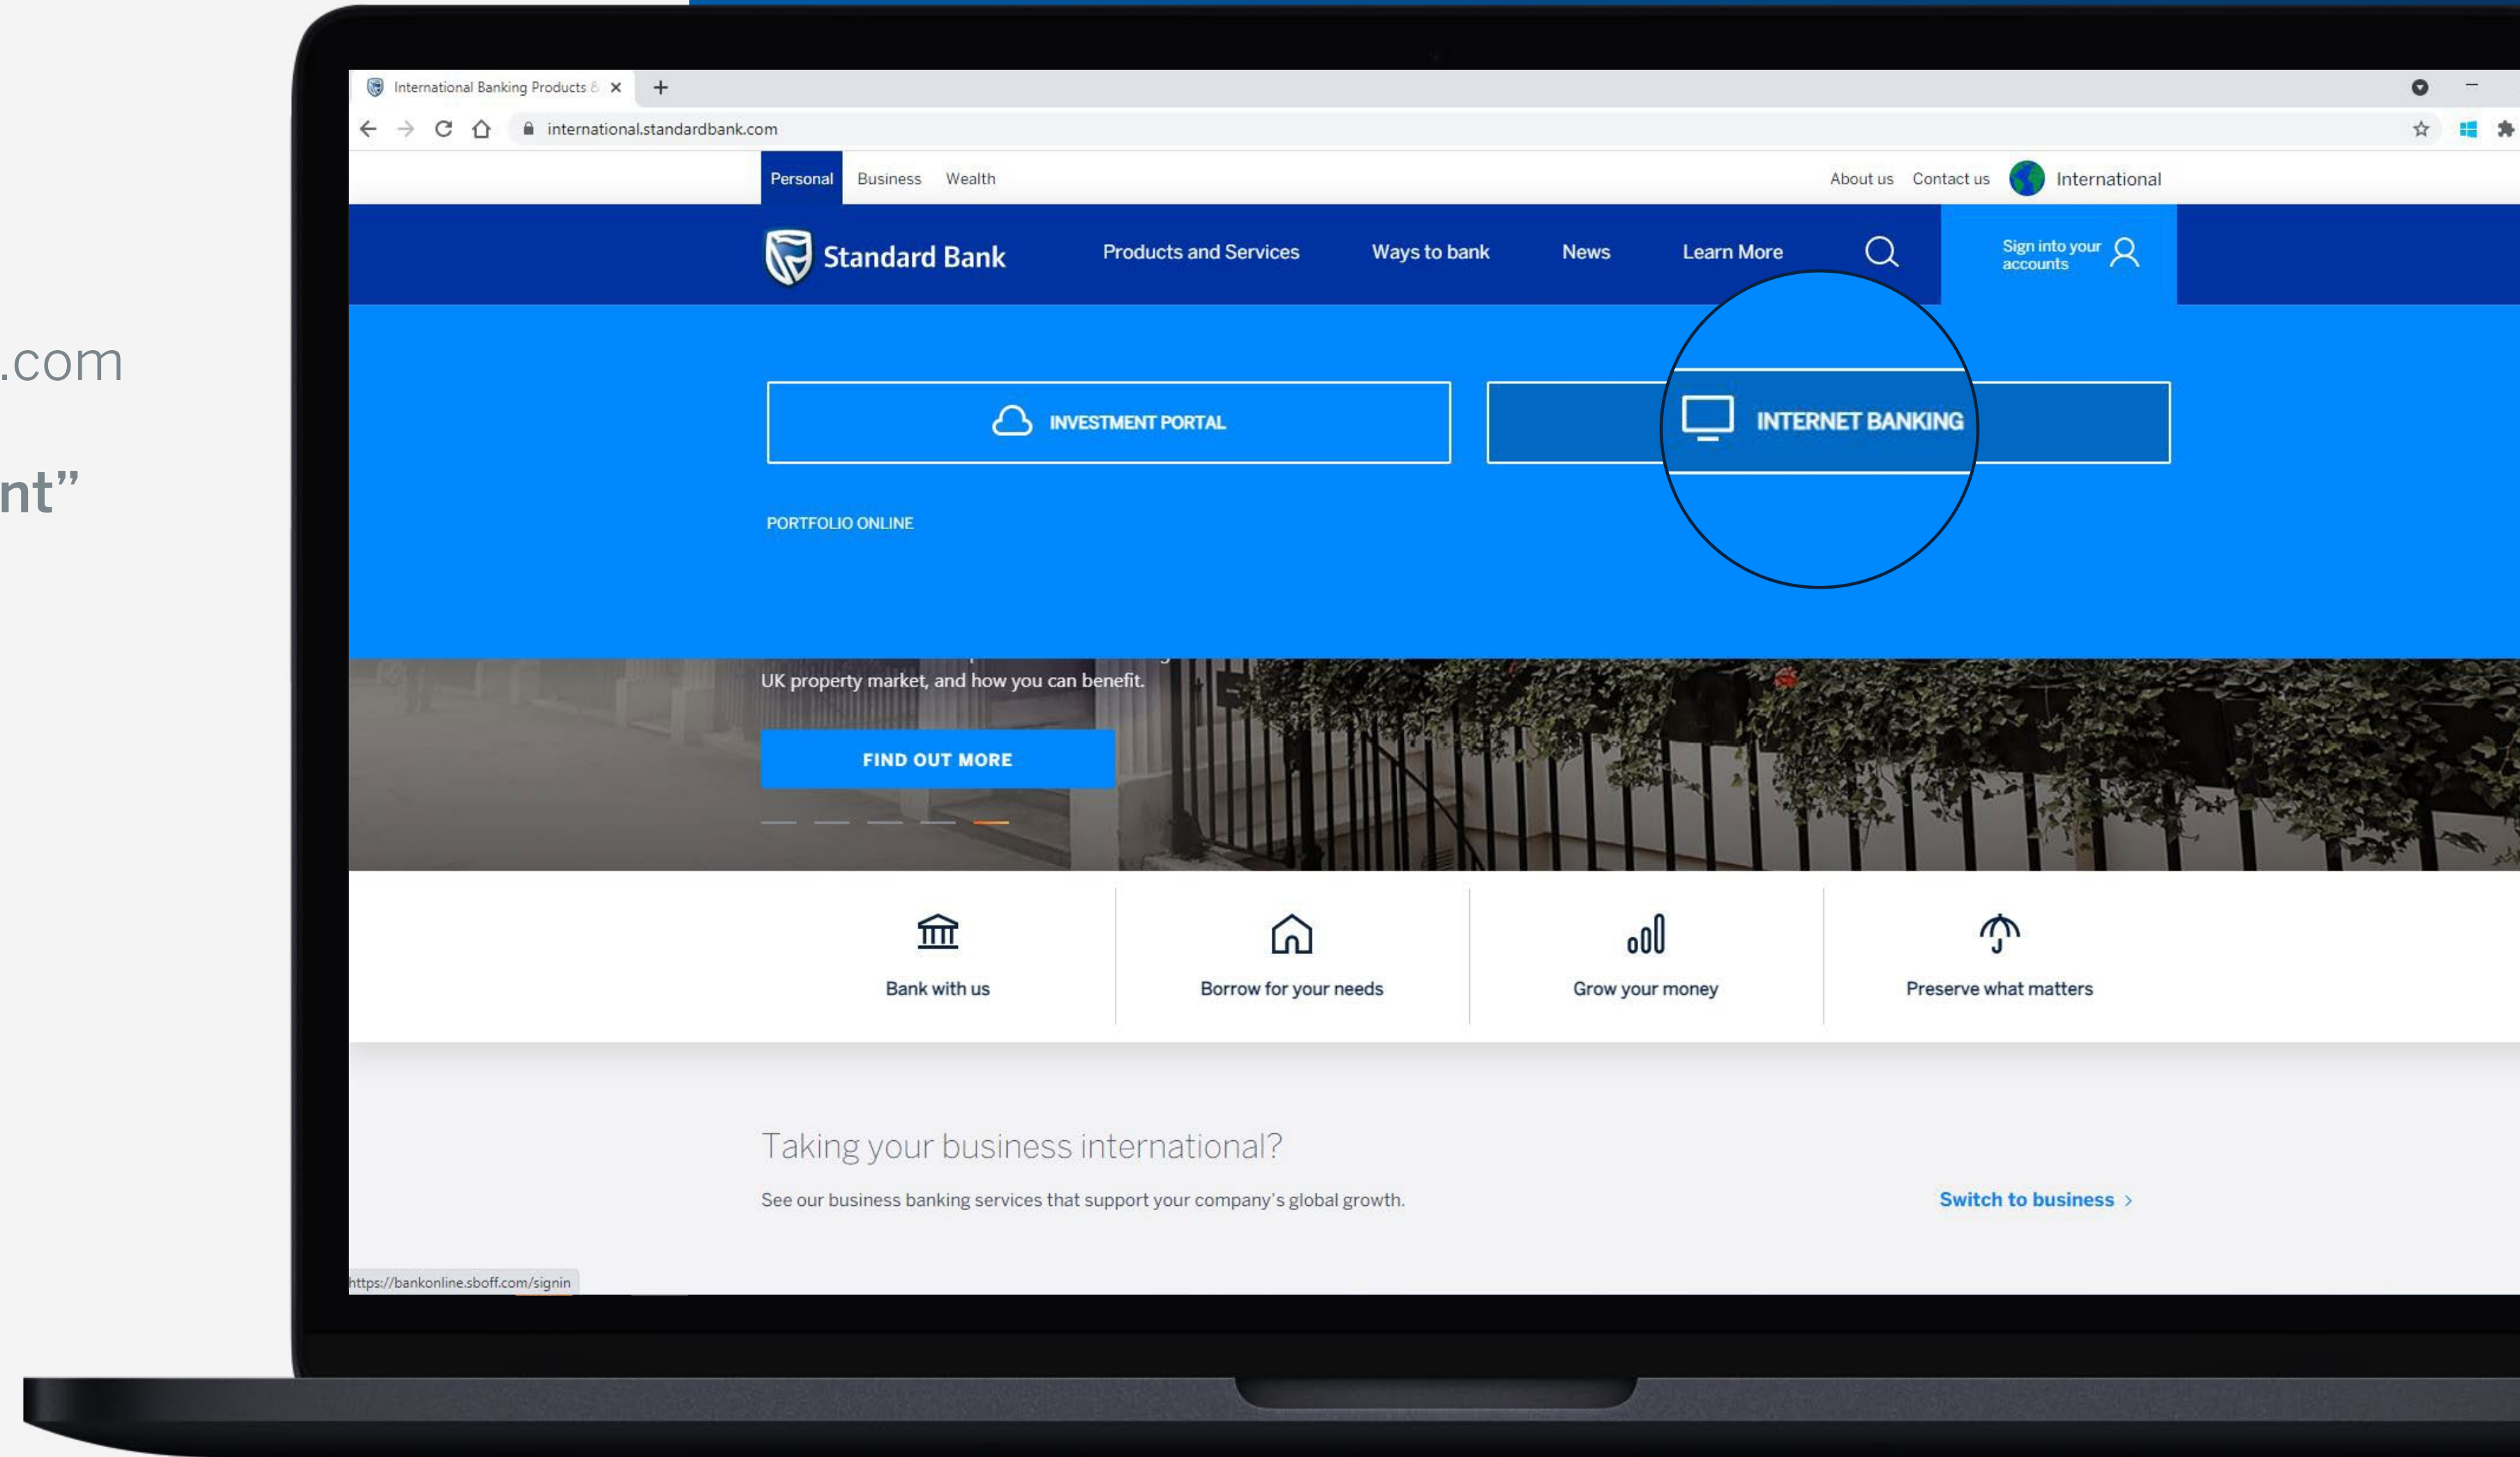 .com
nt”
International Banking Products &
international.standardbank.com
Personal Business Wealth
About us Contact us International
Standard Bank
Products and Services Ways to bank News Learn More
Sign into your
accounts
INVESTMENT PORTAL
INTERNET BANKING
PORTFOLIO ONLINE
UK property market, and how you can benefit.
FIND OUT MORE
Bank with us
Borrow for your needs
Grow your money
Preserve what matters
Taking your business international?
See our business banking services that support your company's global growth.
Switch to business >
https://bankonline.sboff.com/signin